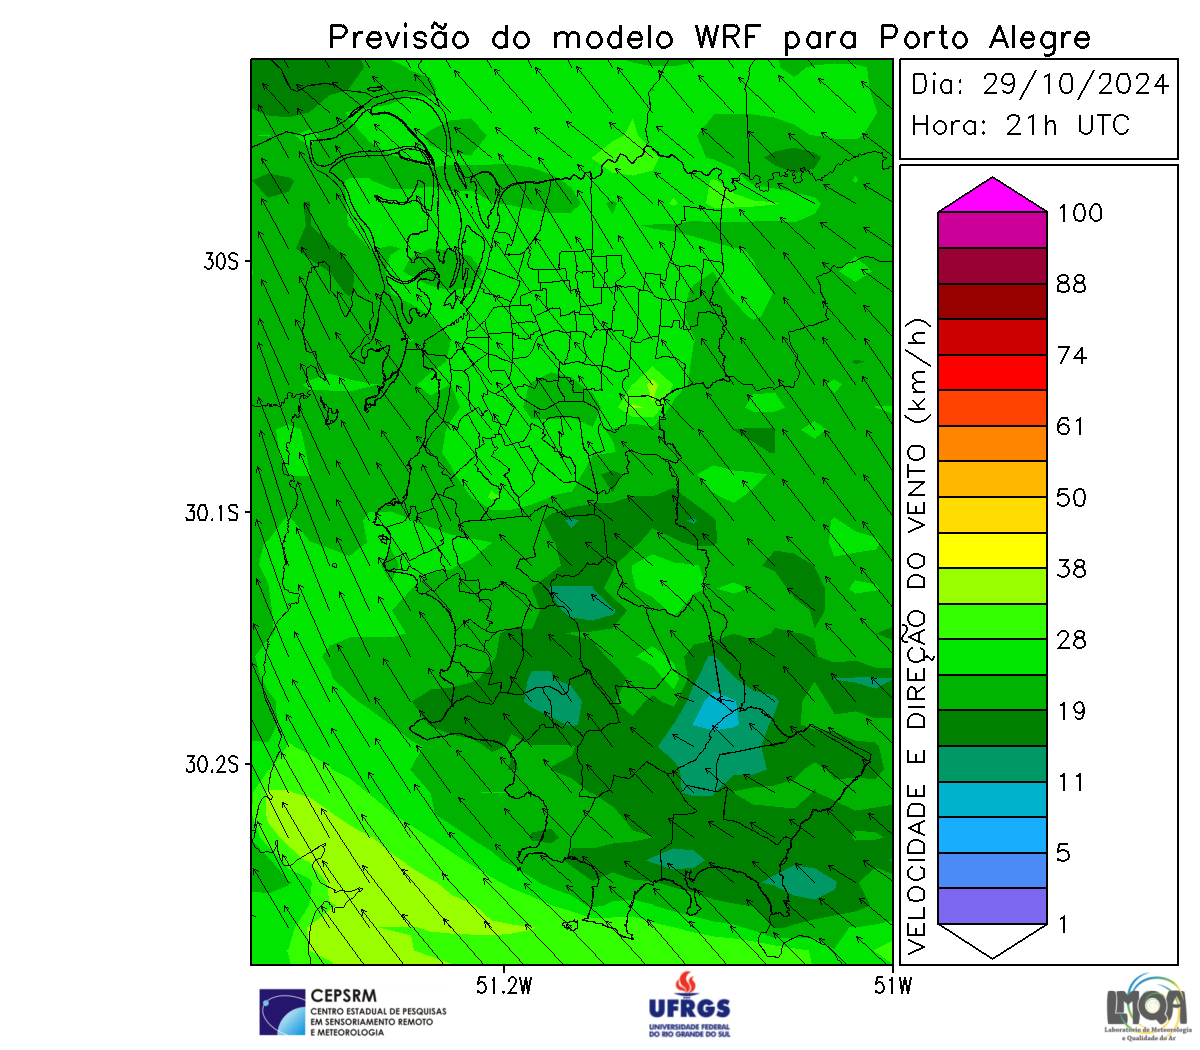 Previsão do modelo WRF para Porto Alegre
Dia: 29/10/2024
Hora: 21h UTC
100
88
74
61
50
38
28
19
11
5
1
VELOCIDADE E DIREÇÃO DO VENTO (km/h)
30S
30.1S
30.2S
51.2W
51W
CEPSRM
CENTRO ESTADUAL DE PESQUISAS
EM SENSORIAMENTO REMOTO
E METEOROLOGIA
UFRGS
UNIVERSIDADE FEDERAL
DO RIO GRANDE DO SUL
LMQA
Laboratório de Meteorologia
e Qualidade do Ar